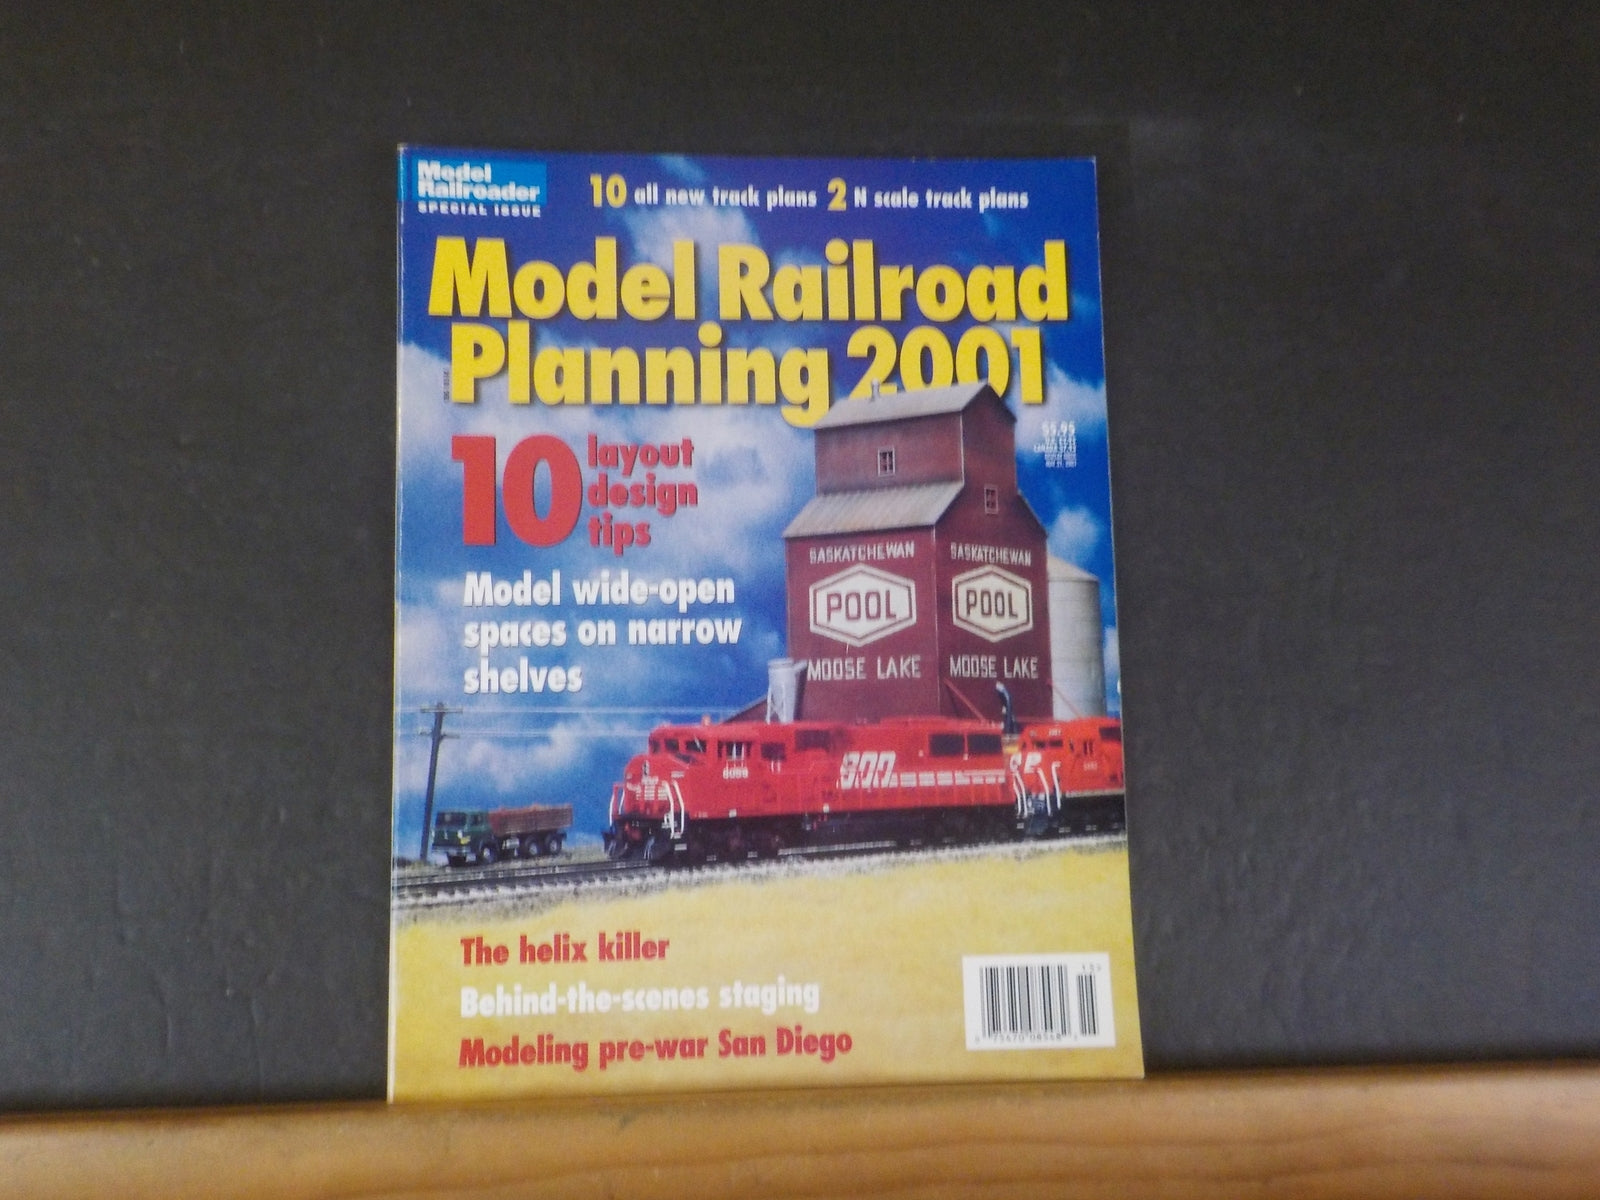 Model
Railroader
SPECIAL ISSUE
10 all new track plans 2 N scale track plans
Model Railroad
Planning 2001
$5.95
10 layout
design
tips
SASKATCHEWAN
POOL
MOOSE LAKE
SASKATCHEWAN
POOL
MOOSE LAKE
Model wide-open
spaces on narrow
shelves
SOO
The helix killer
Behind-the-scenes staging
Modeling pre-war San Diego